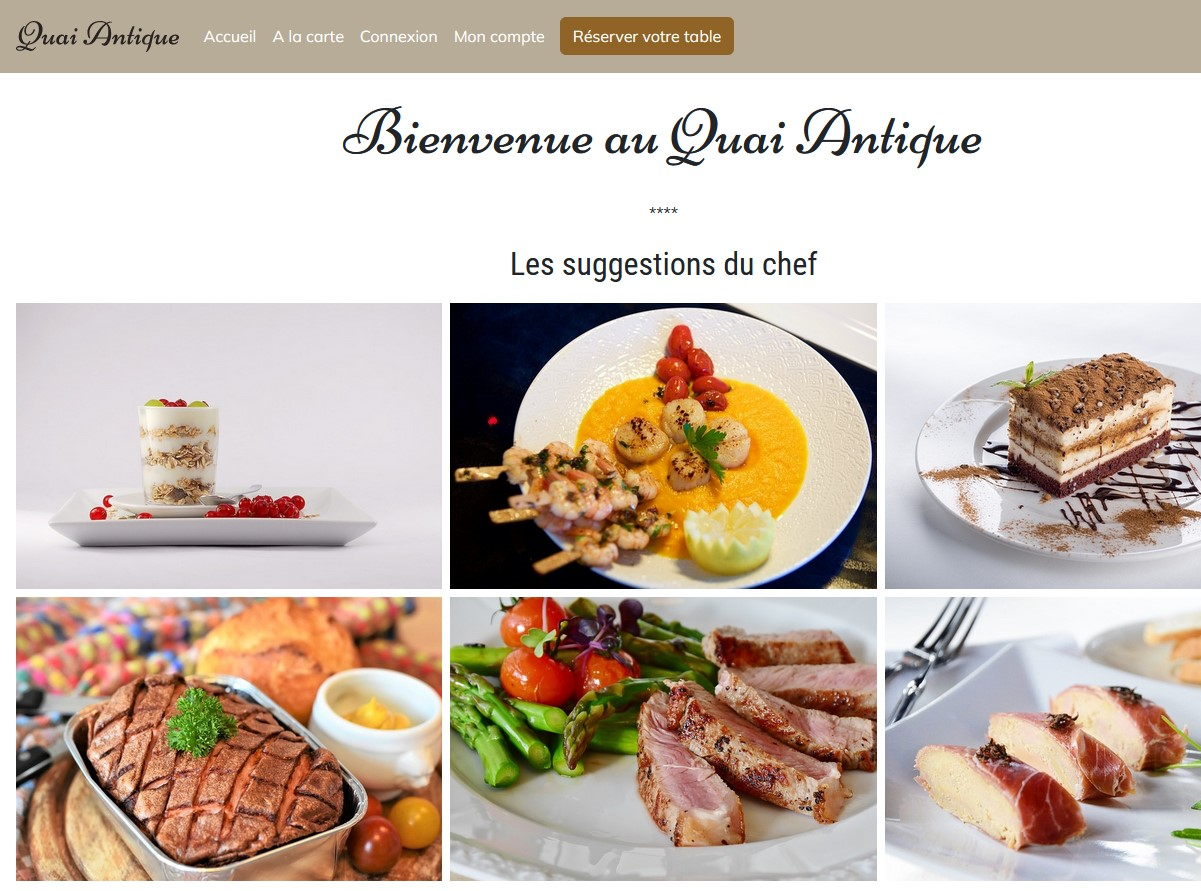 Quai Antique Accueil A la carte Connexion Mon compte Réserver votre table
Bienvenue au Quai Antique
****
Les suggestions du chef